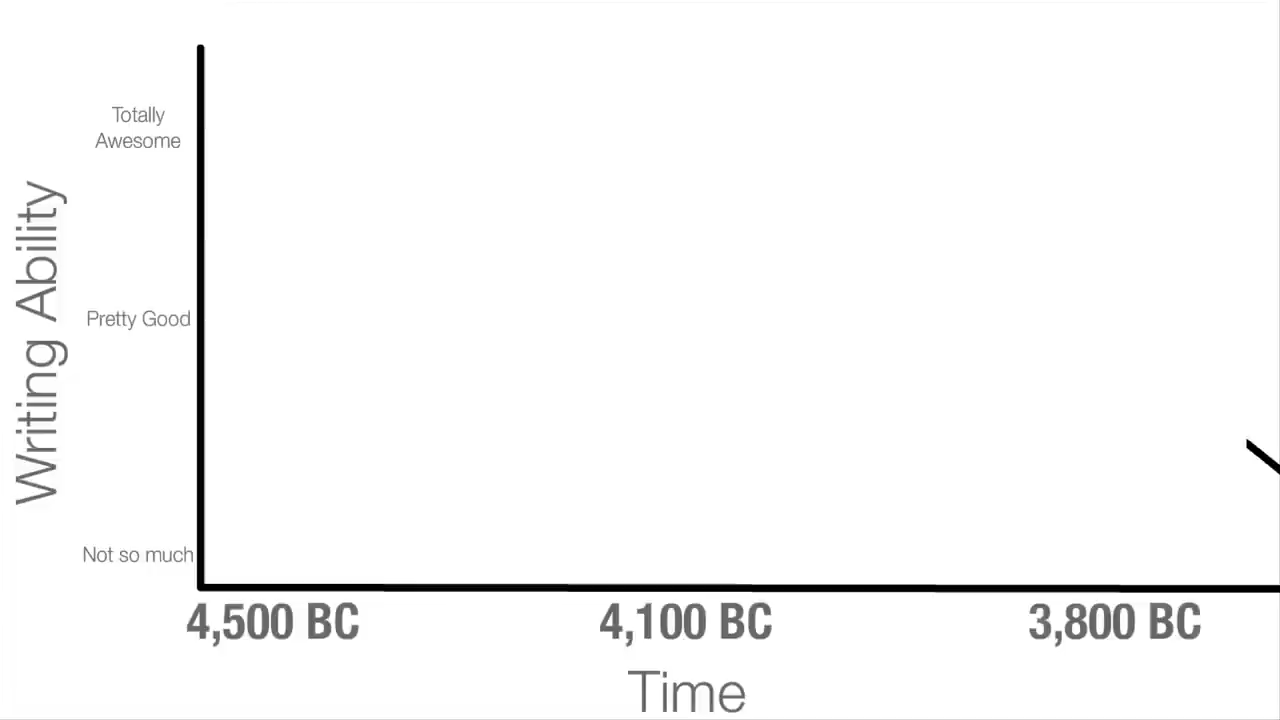 Totally
Awesome
Writing Ability
Pretty Good
Not so much
4,500 BC
4,100 BC
3,800 BC
Time